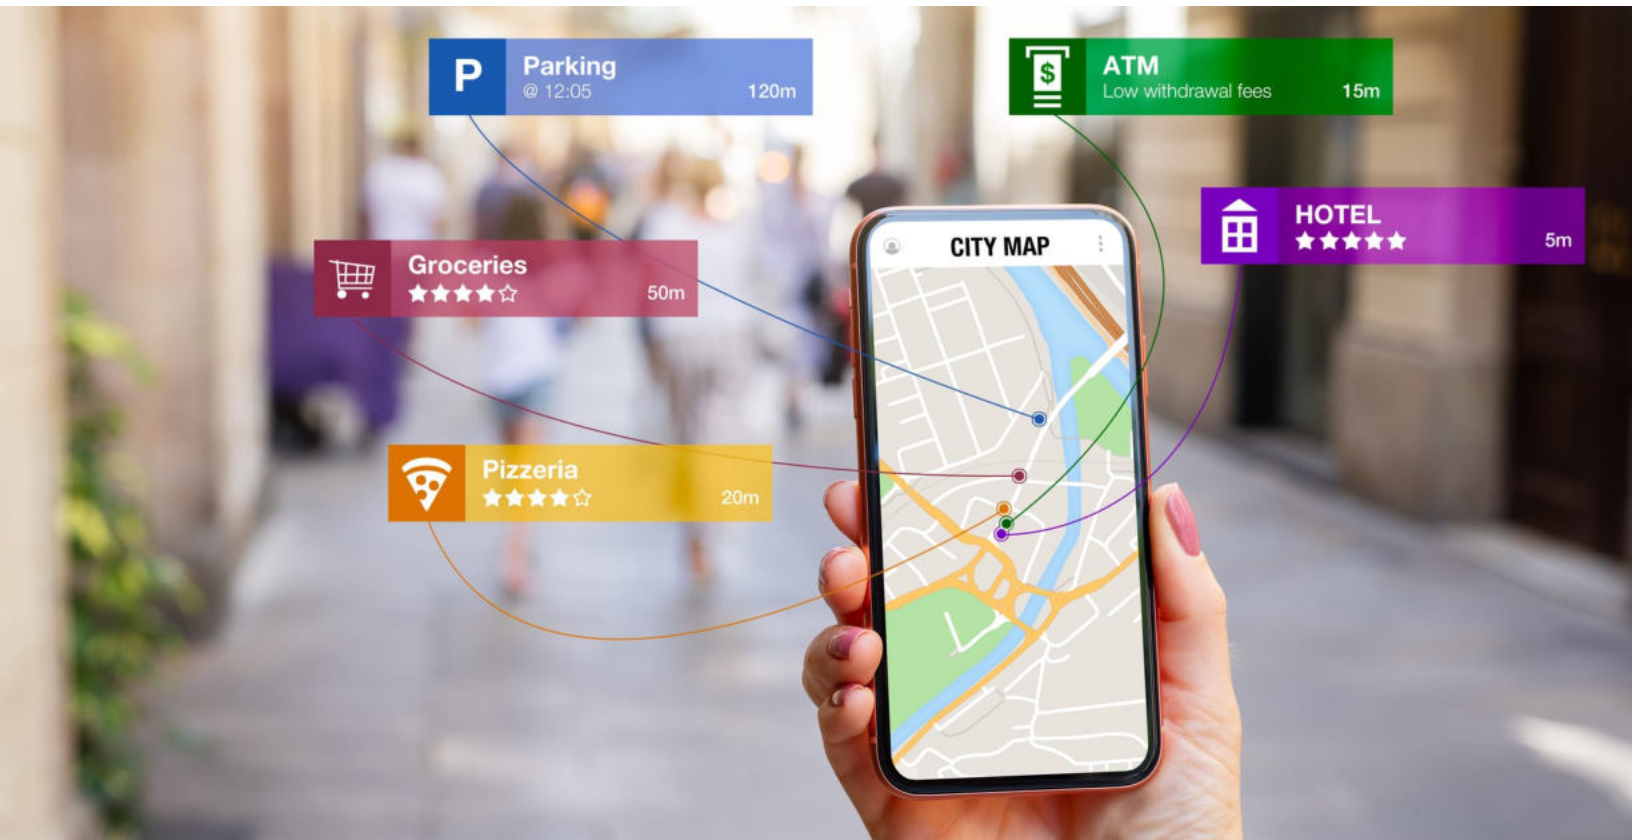 P
Parking
@ 12:05
120m
$
ATM
Low withdrawal fees
15m
HOTEL
5m
CITY MAP
Groceries
50m
Pizzeria
20m